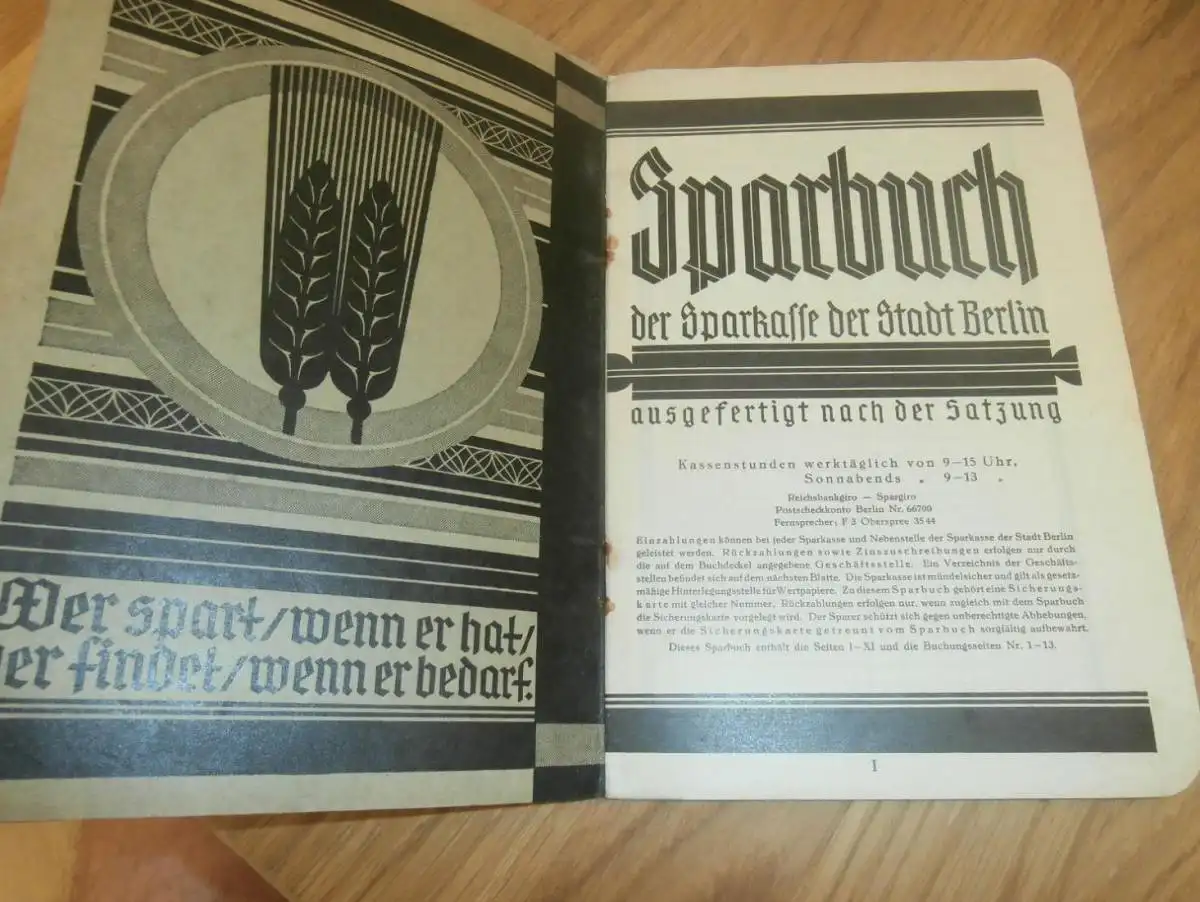 Wer spart/wenn er hat/
er findet/wenn er bedarf.
Sparbuch
der Sparkasse der Stadt Berlin
ausgefertigt nach der Satzung
Kassenstunden werktäglich von 9—15 Uhr,
Sonnabends „ 9—13 „
Reichsbankgiro — Spargiro
Postscheckkonto Berlin Nr. 66700
Fernsprecher: F 3 Oberspree 3544
Einzahlungen können bei jeder Sparkasse und Nebenstelle der Sparkasse der Stadt Berlin
geleistet werden. Rückzahlungen sowie Zinszuschreibungen erfolgen nur durch
die auf dem Buchdeckel angegebene Geschäftsstelle. Ein Verzeichnis der Geschäfts-
stellen befindet sich auf dem nächsten Blatte. Die Sparkasse ist mündelsicher und gilt als gesetz-
mäßige Hinterlegungsstelle für Wertpapiere. Zu diesem Sparbuch gehört eine Sicherungs-
karte mit gleicher Nummer. Rückzahlungen erfolgen nur, wenn zugleich mit dem Sparbuch
die Sicherungskarte vorgelegt wird. Der Sparer schützt sich gegen unberechtigte Abhebungen,
wenn er die Sicherungskarte getrennt vom Sparbuch sorgfältig aufbewahrt.
Dieses Sparbuch enthält die Seiten I—XI und die Buchungsseiten Nr. 1—13.
I